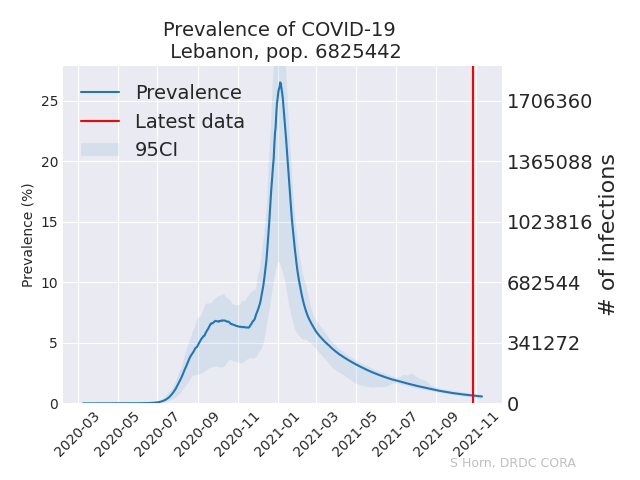 Prevalence of COVID-19
Lebanon, pop. 6825442
Prevalence
Latest data
95CI
Prevalence (%)
25
20
15
10
5
0
1706360
1365088
1023816
682544
341272
0
# of infections
2020-03
2020-05
2020-07
2020-09
2020-11
2021-01
2021-03
2021-05
2021-07
2021-09
2021-11
S Horn, DRDC CORA